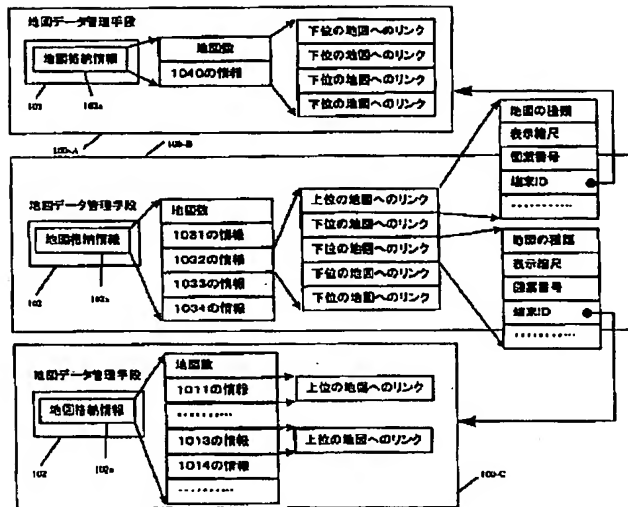 地図データ管理手段
地図格納情報
102
102a
地図数
1040の情報
下位の地図へのリンク
下位の地図へのリンク
下位の地図へのリンク
下位の地図へのリンク
100-A
100-B
地図データ管理手段
地図格納情報
102
102a
地図数
1031の情報
1032の情報
1033の情報
1034の情報
上位の地図へのリンク
下位の地図へのリンク
下位の地図へのリンク
下位の地図へのリンク
下位の地図へのリンク
地図の種類
表示縮尺
図葉番号
端末ID
…………
地図の種類
表示縮尺
図葉番号
端末ID
…………
地図データ管理手段
地図格納情報
102
102a
地図数
1011の情報
…………
1013の情報
1014の情報
…………
上位の地図へのリンク
上位の地図へのリンク
100-C